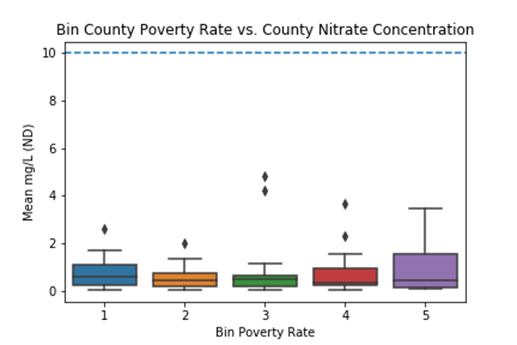 Bin County Poverty Rate vs. County Nitrate Concentration
10
8
6
4
2
0
Mean mg/L (ND)
1 2 3 4 5
Bin Poverty Rate